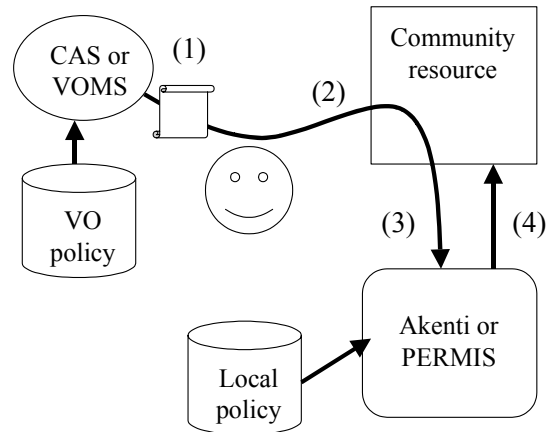 CAS or
VOMS
(1)
(2)
Community
resource
VO
policy
(3)
(4)
Local
policy
Akenti or
PERMIS